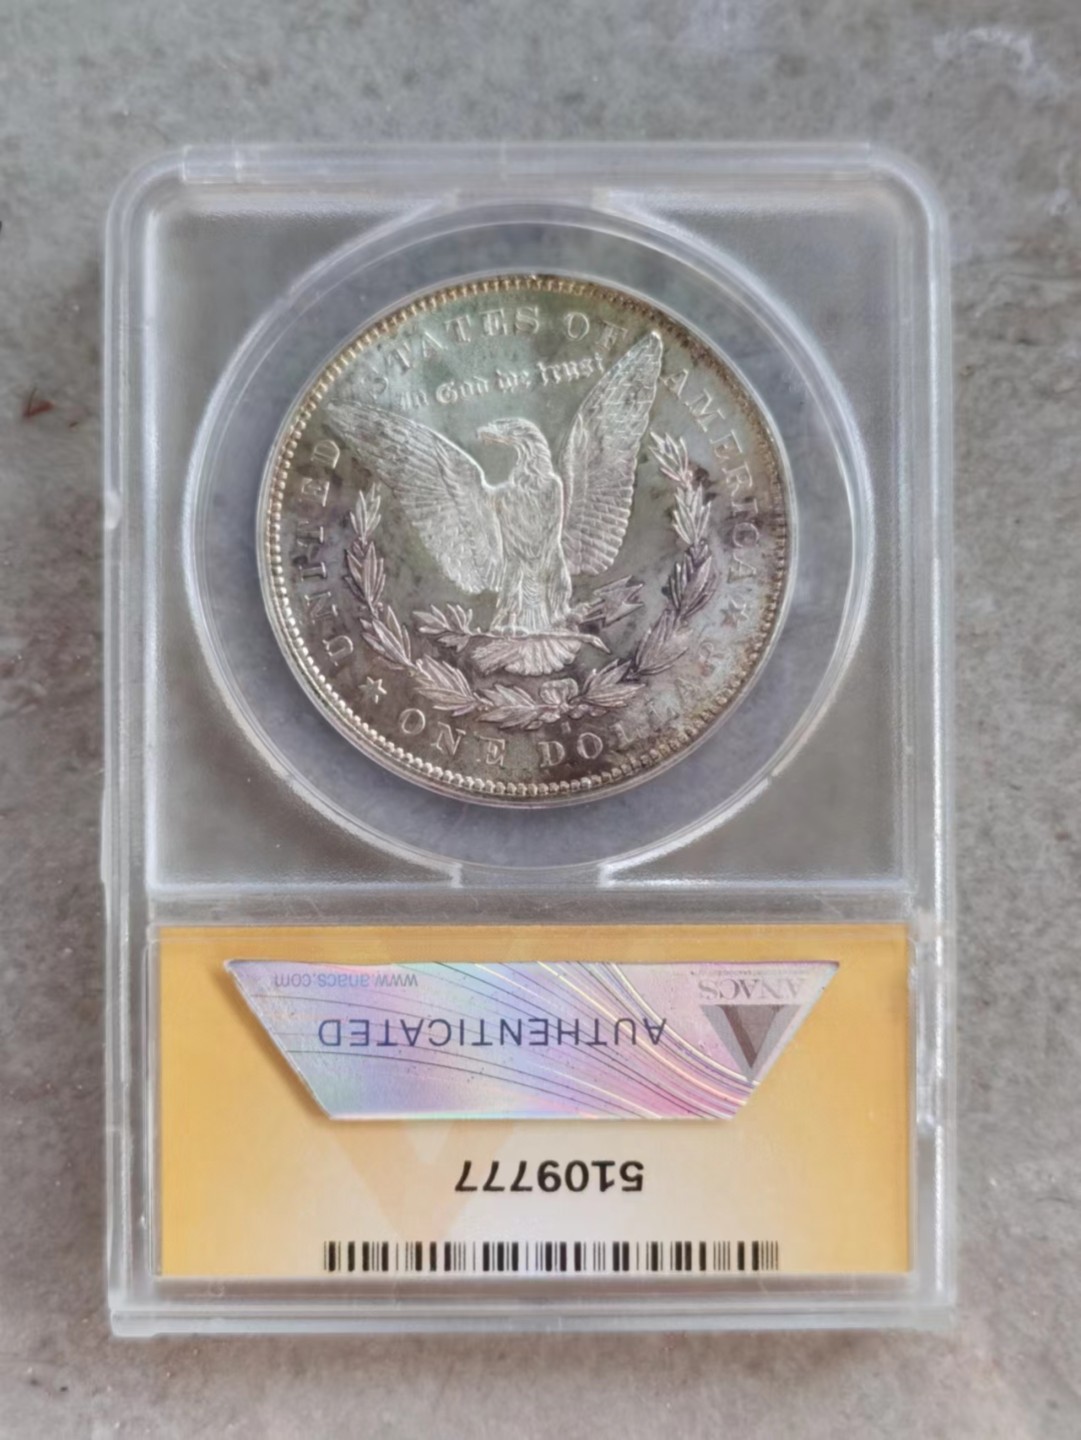 UNITED STATES OF AMERICA
In God we trust
ONE DOLLAR
www.anacs.com
ANACS
AUTHENTICATED
5109777